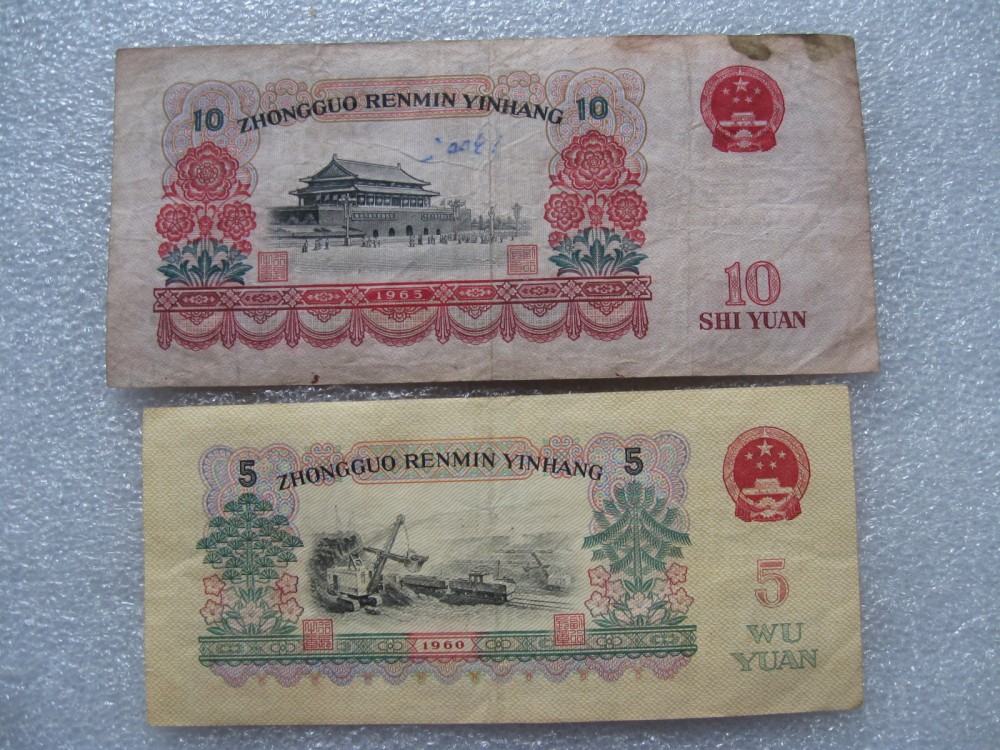 10 ZHONGGUO RENMIN YINHANG 10
1965
10
SHI YUAN
5 ZHONGGUO RENMIN YINHANG 5
1960
5
WU
YUAN